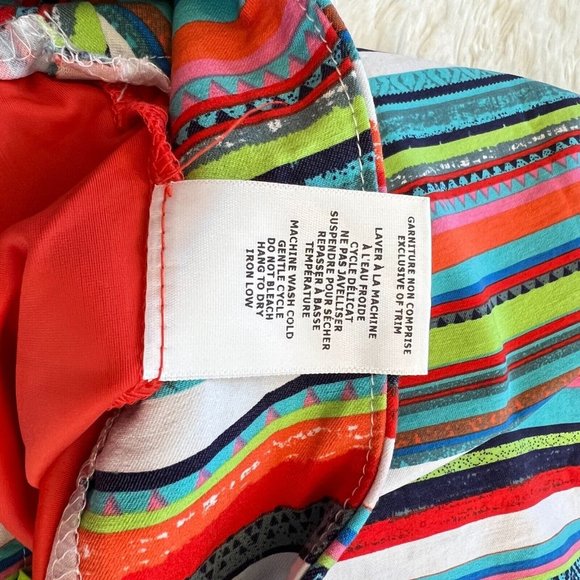 GARNITURE NON COMPRISE
EXCLUSIVE OF TRIM
LAVER À LA MACHINE
À L'EAU FROIDE
CYCLE DÉLICAT
NE PAS JAVELLISER
SUSPENDRE POUR SÉCHER
REPASSER À BASSE
TEMPÉRATURE
MACHINE WASH COLD
GENTLE CYCLE
DO NOT BLEACH
HANG TO DRY
IRON LOW